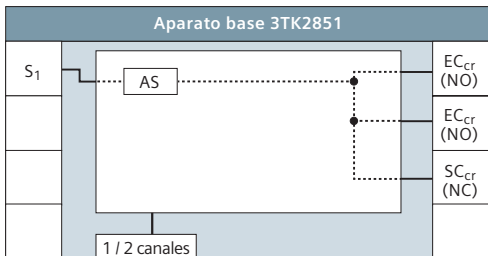 Aparato base 3TK2851
S1
AS
ECcr
(NO)
ECcr
(NO)
SCcr
(NC)
1 / 2 canales